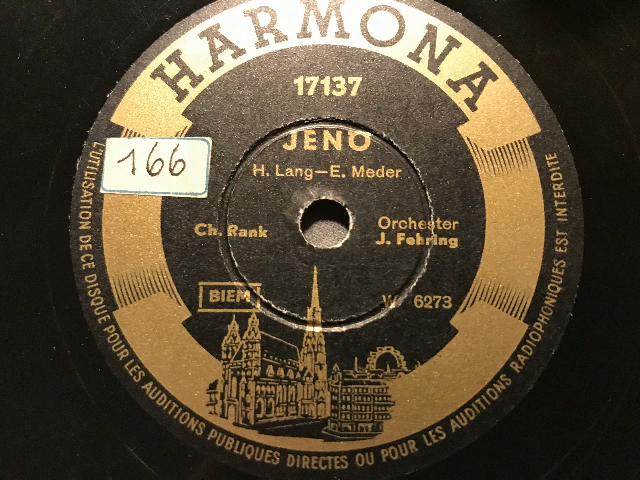 HARMONA
17137
JENO
166
H. Lang—E. Meder
Ch. Rank
Orchester
J. Fehring
BIEM
W 6273
L'UTILISATION DE CE DISQUE POUR LES AUDITIONS PUBLIQUES DIRECTES OU POUR LES AUDITIONS RADIOPHONIQUES EST INTERDITE